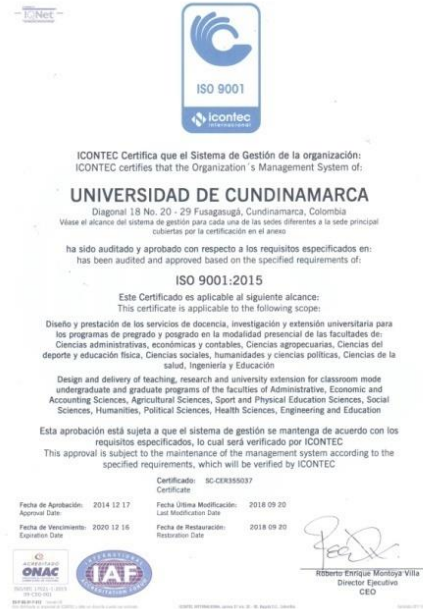 IQNet
ISO 9001
icontec
internacional
ICONTEC Certifica que el Sistema de Gestión de la organización:
ICONTEC certifies that the Organization´s Management System of:
UNIVERSIDAD DE CUNDINAMARCA
Diagonal 18 No. 20 - 29 Fusagasugá, Cundinamarca, Colombia
Véase el alcance del sistema de gestión para cada una de las sedes diferentes a la sede principal
cubiertas por la certificación en el anexo
ha sido auditado y aprobado con respecto a los requisitos especificados en:
has been audited and approved based on the specified requirements of:
ISO 9001:2015
Este Certificado es aplicable al siguiente alcance:
This certificate is applicable to the following scope:
Diseño y prestación de los servicios de docencia, investigación y extensión universitaria para
los programas de pregrado y posgrado en la modalidad presencial de las facultades de:
Ciencias administrativas, económicas y contables, Ciencias agropecuarias, Ciencias del
deporte y educación física, Ciencias sociales, humanidades y ciencias políticas, Ciencias de la
salud, Ingeniería y Educación
Design and delivery of teaching, research and university extension for classroom mode
undergraduate and graduate programs of the faculties of Administrative, Economic and
Accounting Sciences, Agricultural Sciences, Sport and Physical Education Sciences, Social
Sciences, Humanities, Political Sciences, Health Sciences, Engineering and Education
Esta aprobación está sujeta a que el sistema de gestión se mantenga de acuerdo con los
requisitos especificados, lo cual será verificado por ICONTEC
This approval is subject to the maintenance of the management system according to the
specified requirements, which will be verified by ICONTEC
Certificado: SC-CER355037
Certificate
Fecha de Aprobación: 2014 12 17 Fecha Última Modificación: 2018 09 20
Approval Date: Last Modification Date
Fecha de Vencimiento: 2020 12 16 Fecha de Restauración: 2018 09 20
Expiration Date Restoration Date
Roberto Enrique Montoya Villa
Director Ejecutivo
CEO
ACREDITADO
ONAC
INTERNATIONAL
IAF